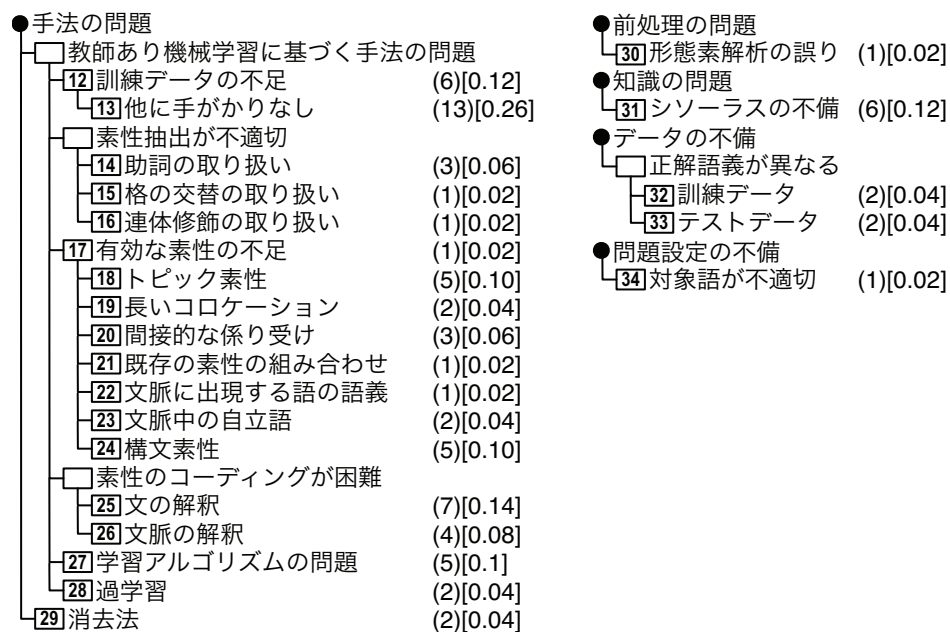 ●手法の問題
教師あり機械学習に基づく手法の問題
12 訓練データの不足 (6)[0.12]
13 他に手がかりなし (13)[0.26]
素性抽出が不適切
14 助詞の取り扱い (3)[0.06]
15 格の交替の取り扱い (1)[0.02]
16 連体修飾の取り扱い (1)[0.02]
17 有効な素性の不足 (1)[0.02]
18 トピック素性 (5)[0.10]
19 長いコロケーション (2)[0.04]
20 間接的な係り受け (3)[0.06]
21 既存の素性の組み合わせ (1)[0.02]
22 文脈に出現する語の語義 (1)[0.02]
23 文脈中の自立語 (2)[0.04]
24 構文素性 (5)[0.10]
素性のコーディングが困難
25 文の解釈 (7)[0.14]
26 文脈の解釈 (4)[0.08]
27 学習アルゴリズムの問題 (5)[0.1]
28 過学習 (2)[0.04]
29 消去法 (2)[0.04]
●前処理の問題
30 形態素解析の誤り (1)[0.02]
●知識の問題
31 シソーラスの不備 (6)[0.12]
●データの不備
正解語義が異なる
32 訓練データ (2)[0.04]
33 テストデータ (2)[0.04]
●問題設定の不備
34 対象語が不適切 (1)[0.02]